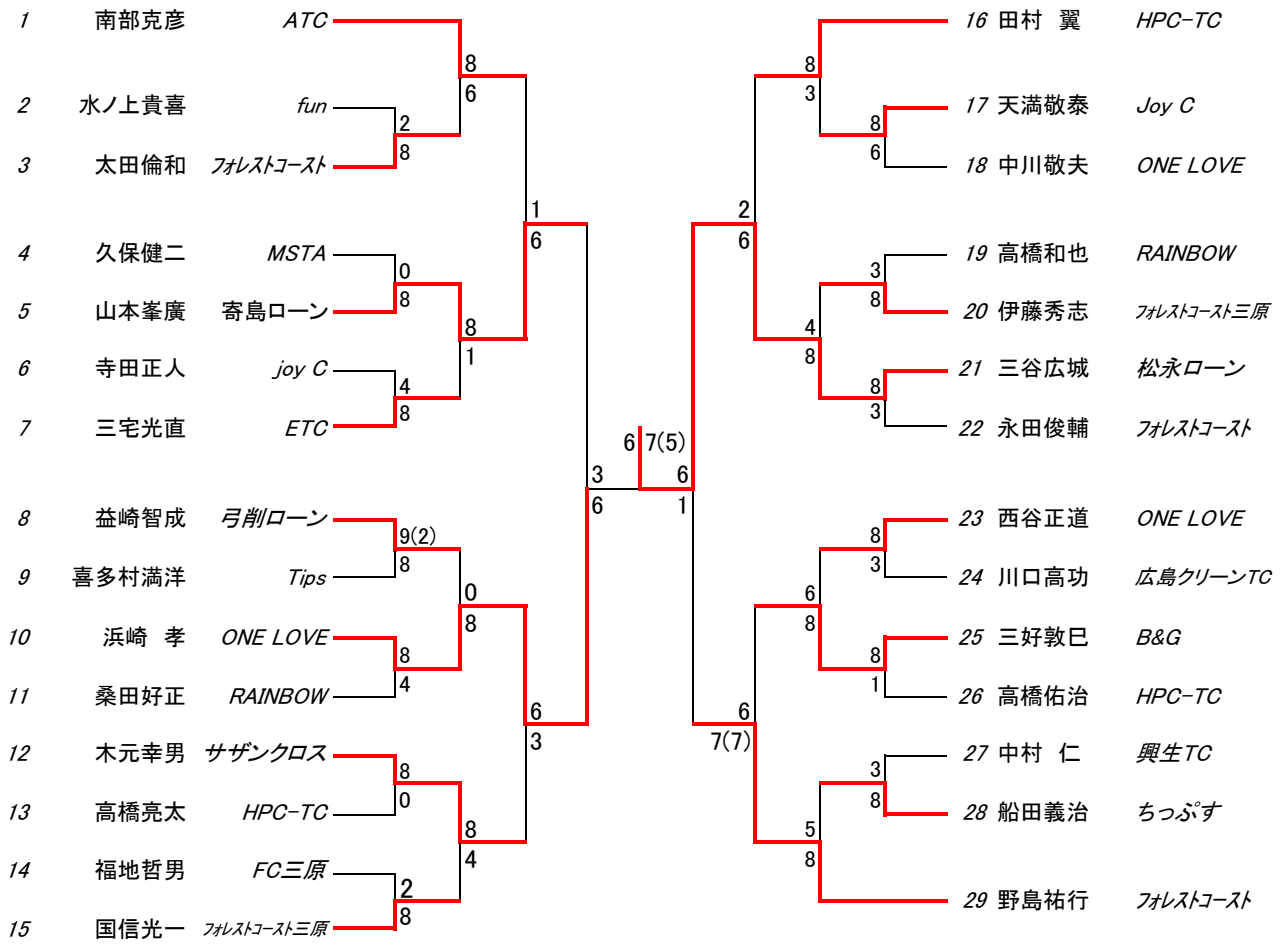 1 南部克彦 ATC
8
6
2 水ノ上貴喜 fun
2
8
3 太田倫和 フォレストコースト
1
6
4 久保健二 MSTA
0
8
5 山本峯廣 寄島ローン
8
1
6 寺田正人 joy C
4
8
7 三宅光直 ETC
3
6
8 益崎智成 弓削ローン
9(2)
8
9 喜多村満洋 Tips
0
8
10 浜崎 孝 ONE LOVE
8
4
11 桑田好正 RAINBOW
6
3
12 木元幸男 サザンクロス
8
0
13 高橋亮太 HPC-TC
8
4
14 福地哲男 FC三原
2
8
15 国信光一 フォレストコースト三原
6 7(5)
16 田村 翼 HPC-TC
8
3
17 天満敬泰 Joy C
8
6
18 中川敬夫 ONE LOVE
2
6
19 高橋和也 RAINBOW
3
8
20 伊藤秀志 フォレストコースト三原
4
8
21 三谷広城 松永ローン
8
3
22 永田俊輔 フォレストコースト
6
1
23 西谷正道 ONE LOVE
8
3
24 川口高功 広島クリーンTC
6
8
25 三好敦巳 B&G
8
1
26 高橋佑治 HPC-TC
6
7(7)
27 中村 仁 興生TC
3
8
28 船田義治 ちっぷす
5
8
29 野島祐行 フォレストコースト